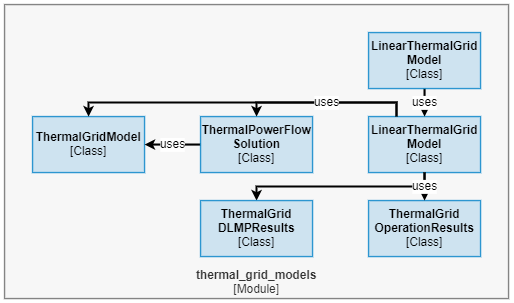 LinearThermalGrid
Model
[Class]
uses
uses
ThermalGridModel
[Class]
uses
ThermalPowerFlow
Solution
[Class]
LinearThermalGrid
Model
[Class]
uses
ThermalGrid
DLMPResults
[Class]
ThermalGrid
OperationResults
[Class]
thermal_grid_models
[Module]